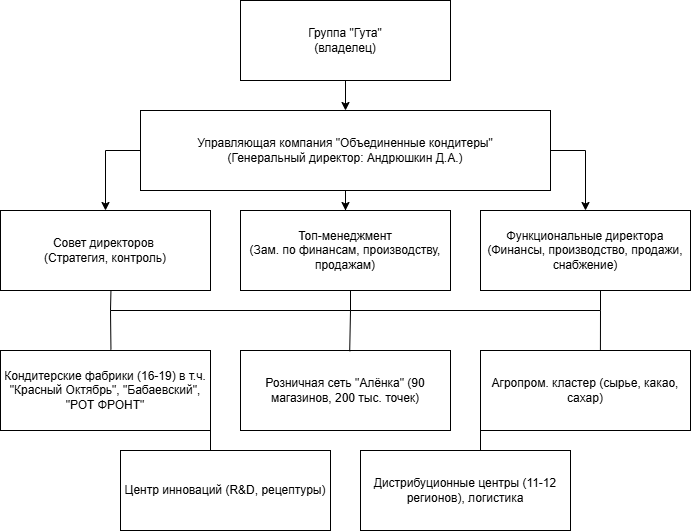 Группа "Гута"
(владелец)
Управляющая компания "Объединенные кондитеры"
(Генеральный директор: Андрюшкин Д.А.)
Совет директоров
(Стратегия, контроль)
Топ-менеджмент
(Зам. по финансам, производству,
продажам)
Функциональные директора
(Финансы, производство, продажи,
снабжение)
Кондитерские фабрики (16-19) в т.ч.
"Красный Октябрь", "Бабаевский",
"РОТ ФРОНТ"
Розничная сеть "Алёнка" (90
магазинов, 200 тыс. точек)
Агропром. кластер (сырье, какао,
сахар)
Центр инноваций (R&D, рецептуры)
Дистрибуционные центры (11-12
регионов), логистика